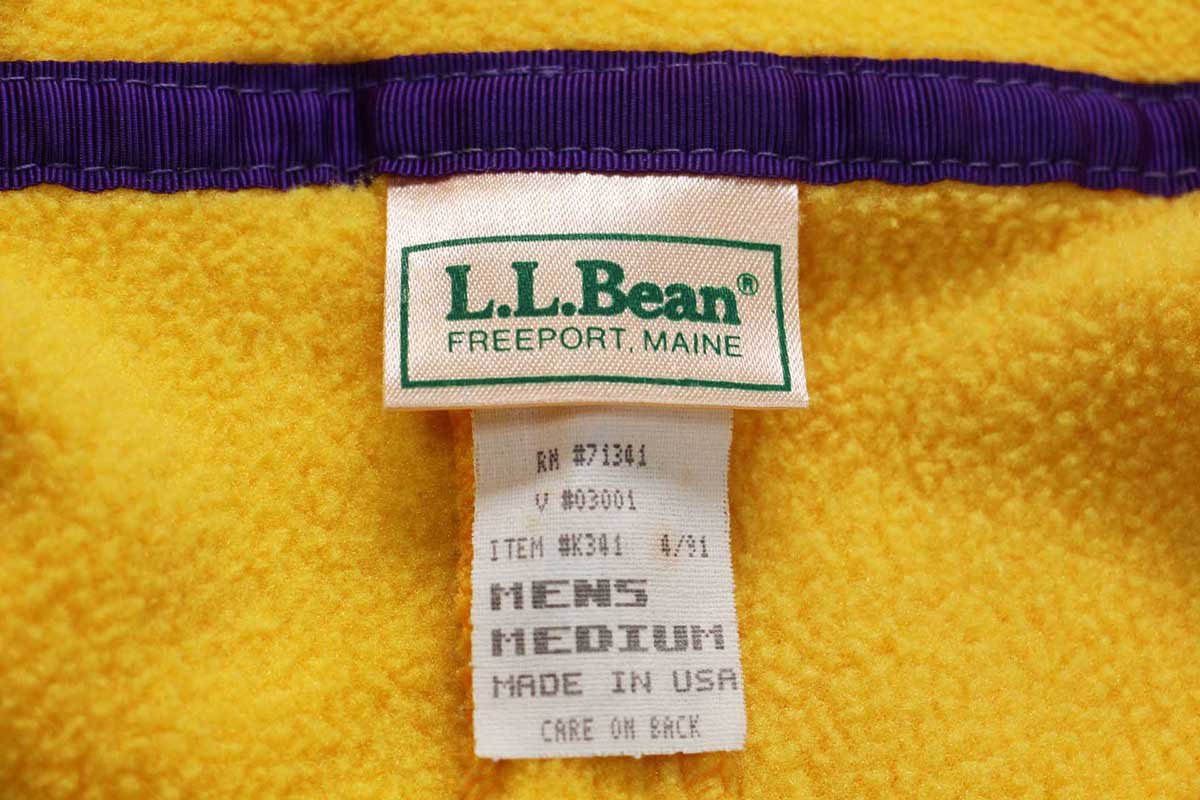 L.L.Bean®
FREEPORT, MAINE
RN #71341
V #03001
ITEM #K341 4/91
MENS
MEDIUM
MADE IN USA
CARE ON BACK